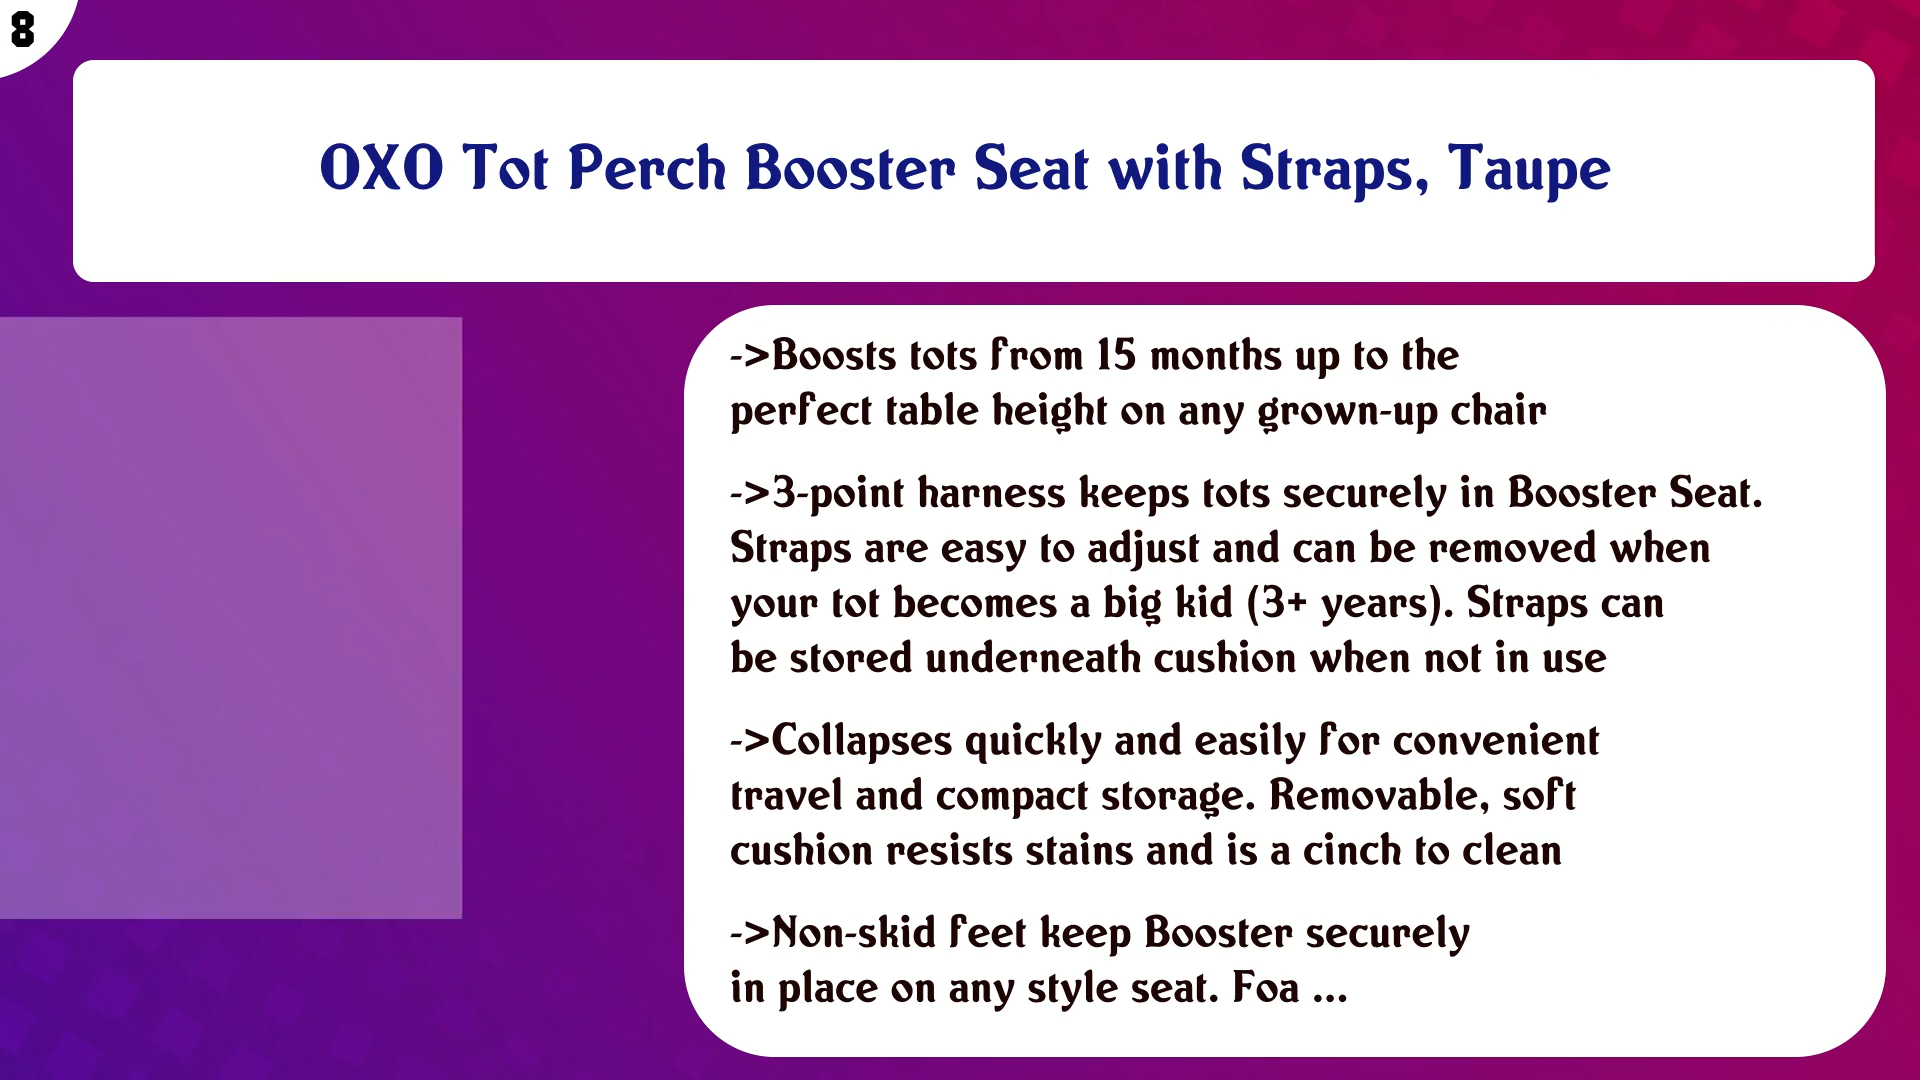 8
OXO Tot Perch Booster Seat with Straps, Taupe
->Boosts tots from 15 months up to the
perfect table height on any grown-up chair
->3-point harness keeps tots securely in Booster Seat.
Straps are easy to adjust and can be removed when
your tot becomes a big kid (3+ years). Straps can
be stored underneath cushion when not in use
->Collapses quickly and easily for convenient
travel and compact storage. Removable, soft
cushion resists stains and is a cinch to clean
->Non-skid feet keep Booster securely
in place on any style seat. Foa ...